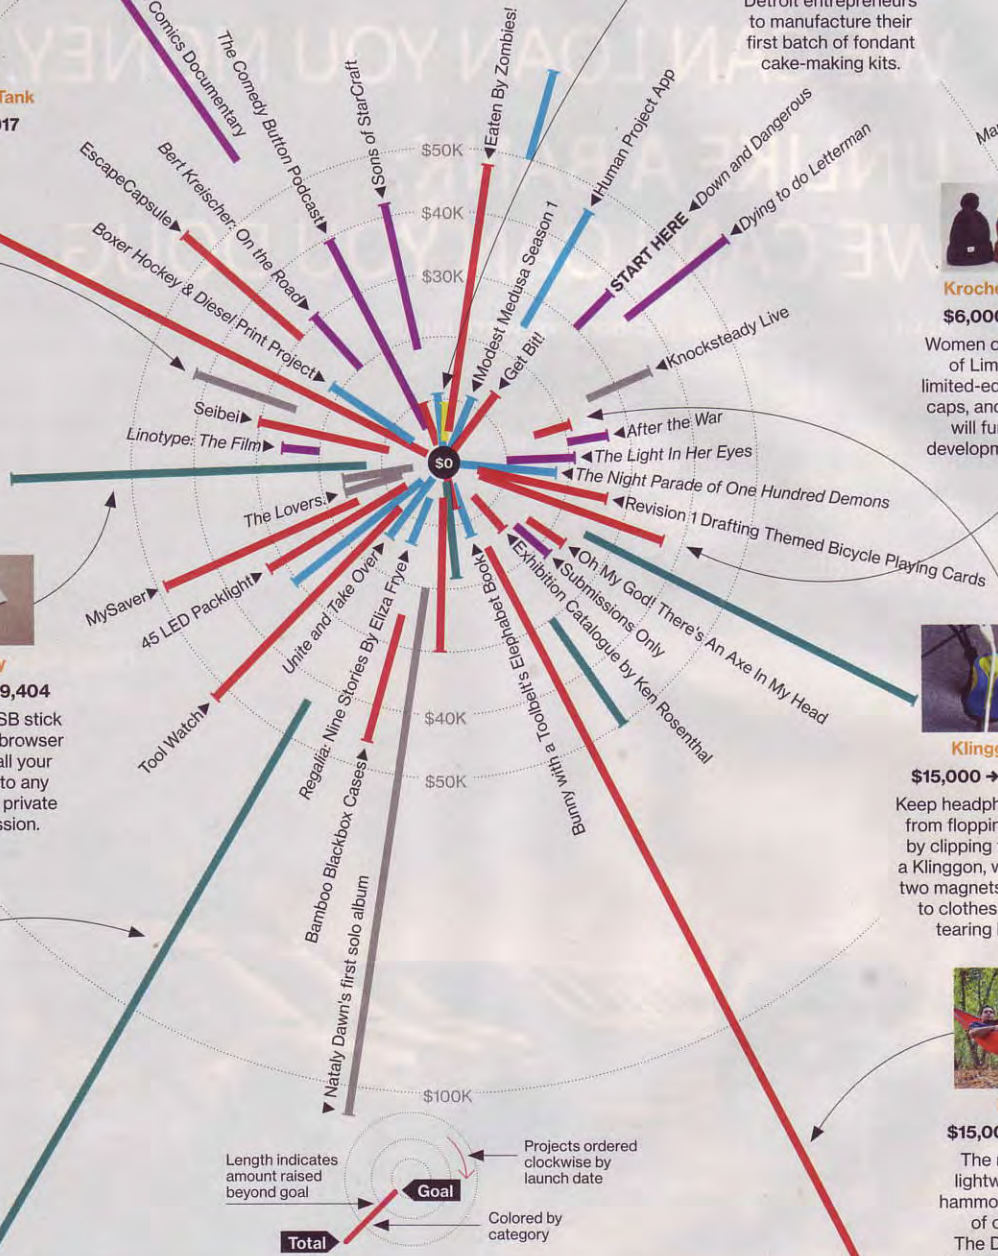 Detroit entrepreneurs
to manufacture their
first batch of fondant
cake-making kits.
Tank
Comics Documentary
The Comedy Button Podcast
Sons of StarCraft
Eaten By Zombies!
Human Project App
Down and Dangerous
START HERE
Dying to do Letterman
EscapeCapsule
Bert Kreischer: On the Road
Boxer Hockey & Diesel Print Project
$50K
$40K
$30K
Modest Medusa Season 1
Get Bit!
Knocksteady Live
Seibei
Linotype: The Film
$0
After the War
The Light In Her Eyes
The Night Parade of One Hundred Demons
Revision 1 Drafting Themed Bicycle Playing Cards
The Lovers
MySaver
45 LED Packlight
Tool Watch
Unite and Take Over
Regalia: Nine Stories By Eliza Frye
Bamboo Blackbox Cases
Nataly Dawn's first solo album
Bunny with a Toolbelt's Elephabet Book
Exhibition Catalogue by Ken Rosenthal
Submissions Only
Oh My God! There's An Axe In My Head
$40K
$50K
$100K
Kroche
$6,000
Women o
of Lim
limited-ed
caps, and
will fu
developm
9,404
SB stick
browser
all your
to any
private
ssion.
Klingg
$15,000
Keep headph
from floppin
by clipping
a Klinggon, w
two magnets
to clothes
tearing
$15,00
The
lightw
hammo
of c
The D
Length indicates
amount raised
beyond goal
Goal
Total
Projects ordered
clockwise by
launch date
Colored by
category